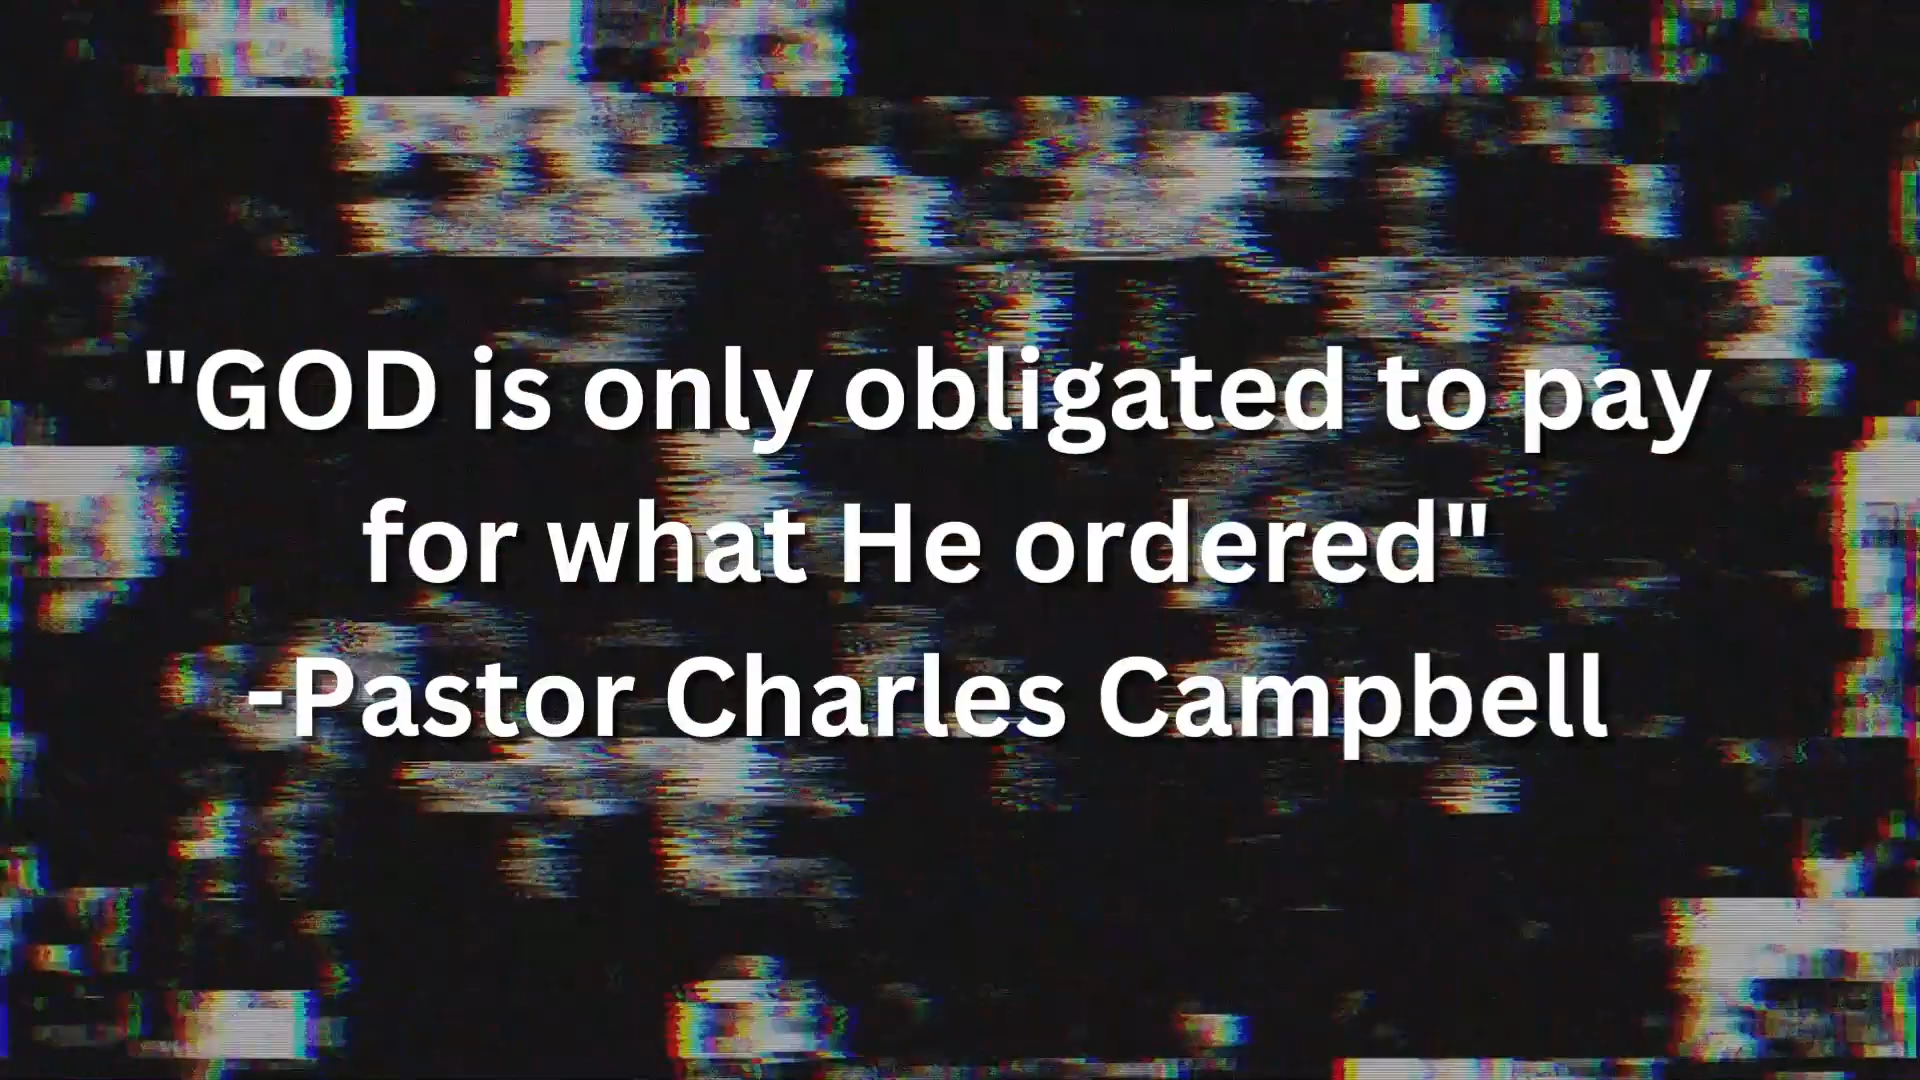 "GOD is only obligated to pay
for what He ordered"
-Pastor Charles Campbell